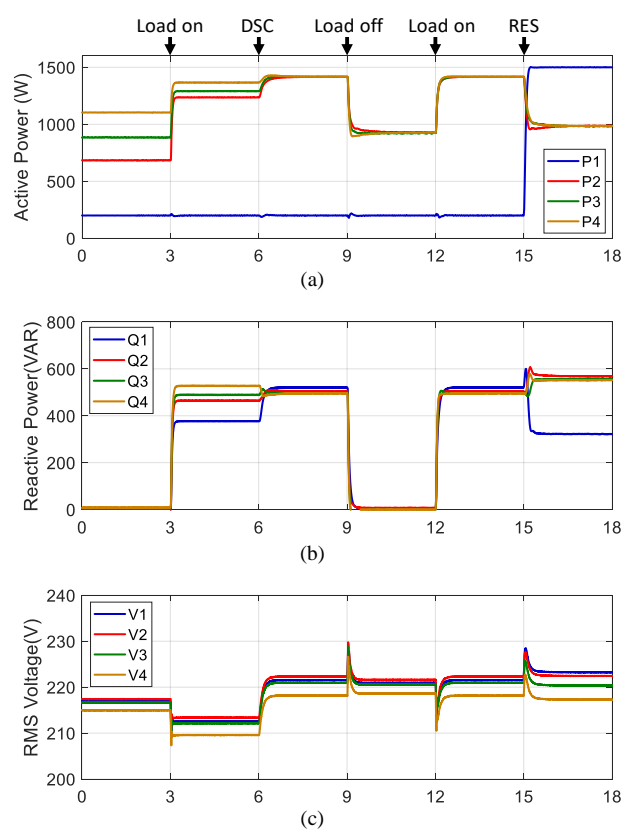 Load on DSC Load off Load on RES
Active Power (W)
1500
1000
500
0
P1
P2
P3
P4
0 3 6 9 12 15 18
(a)
Reactive Power(VAR)
800
600
400
200
0
Q1
Q2
Q3
Q4
0 3 6 9 12 15 18
(b)
RMS Voltage(V)
240
230
220
210
200
V1
V2
V3
V4
0 3 6 9 12 15 18
(c)